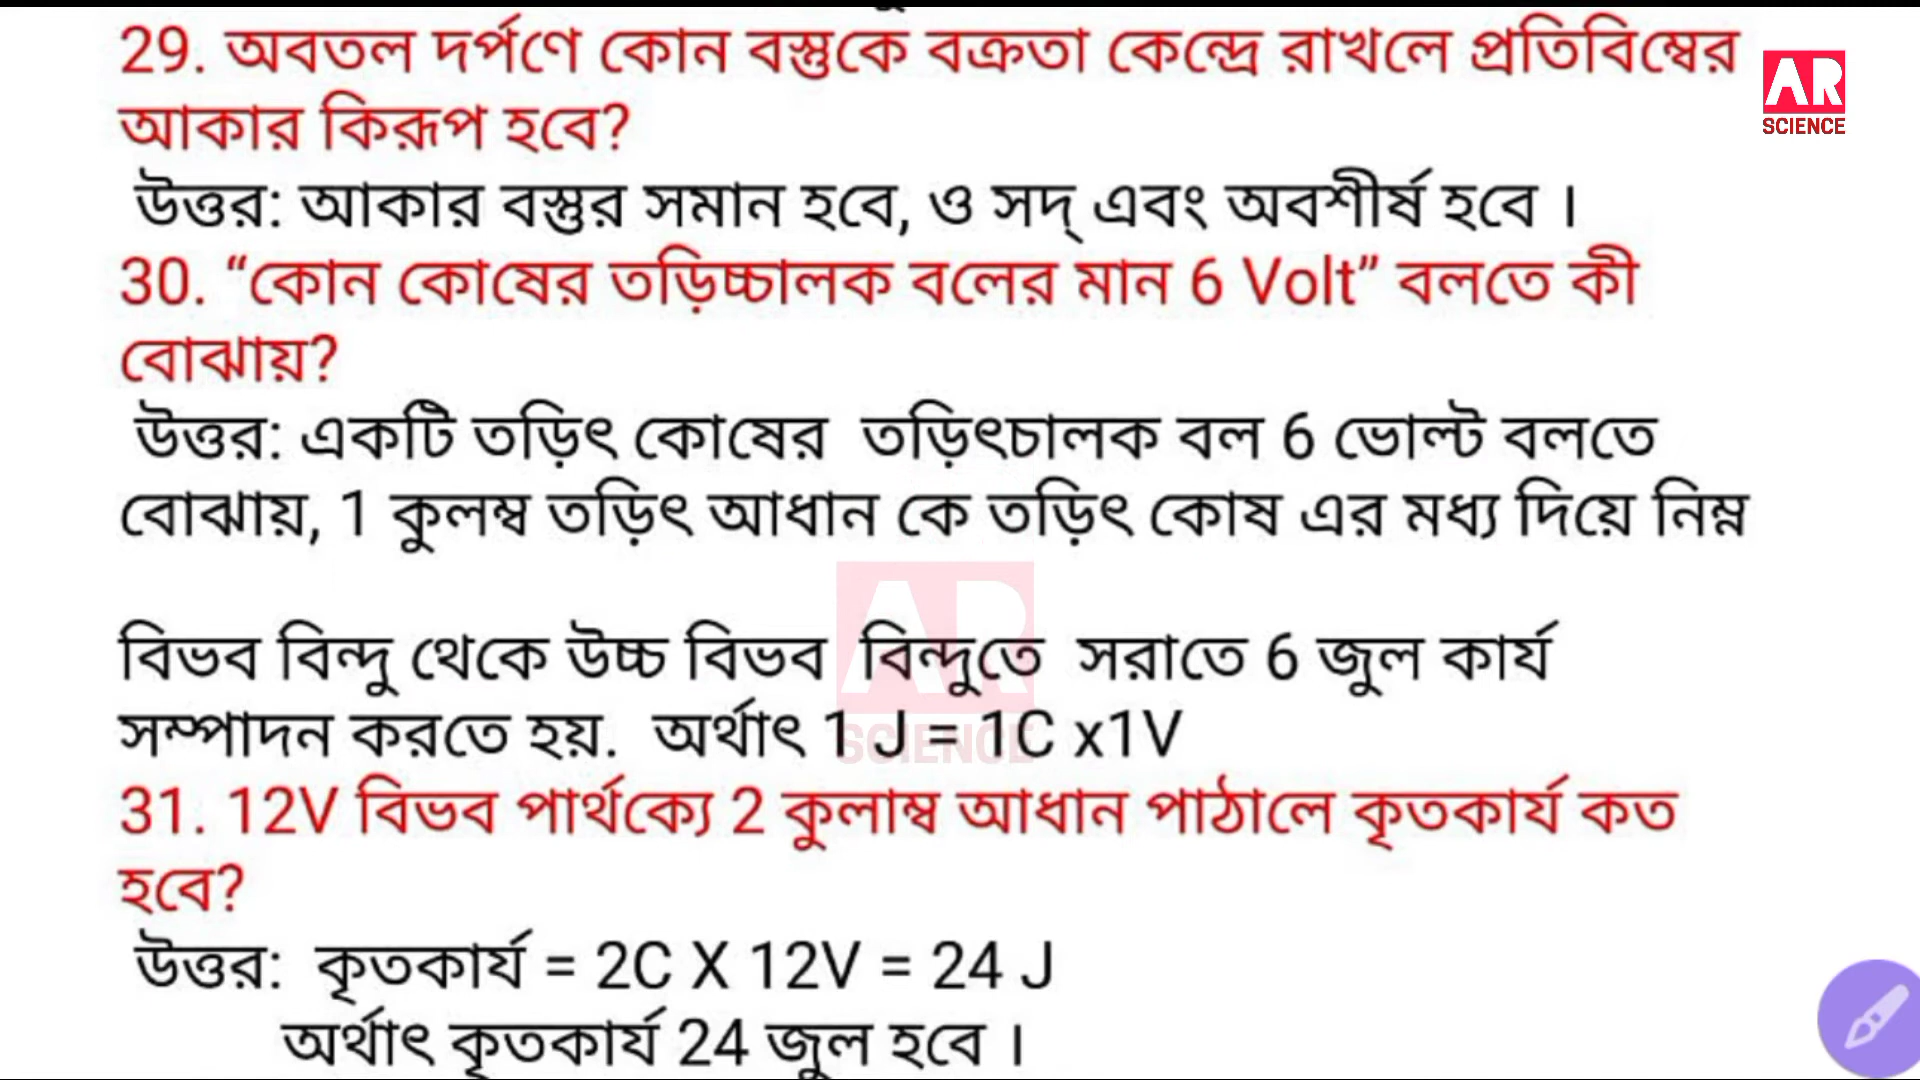 29. অবতল দর্পণে কোন বস্তুকে বক্রতা কেন্দ্রে রাখলে প্রতিবিম্বের
আকার কিরূপ হবে?
উত্তর: আকার বস্তুর সমান হবে, ও সদ্ এবং অবশীর্ষ হবে ।
30. “কোন কোষের তড়িচ্চালক বলের মান 6 Volt” বলতে কী
বোঝায়?
উত্তর: একটি তড়িৎ কোষের তড়িৎচালক বল 6 ভোল্ট বলতে
বোঝায়, 1 কুলম্ব তড়িৎ আধান কে তড়িৎ কোষ এর মধ্য দিয়ে নিম্ন
বিভব বিন্দু থেকে উচ্চ বিভব বিন্দুতে সরাতে 6 জুল কার্য
সম্পাদন করতে হয়. অর্থাৎ 1 J = 1C x1V
31. 12V বিভব পার্থক্যে 2 কুলাম্ব আধান পাঠালে কৃতকার্য কত
হবে?
উত্তর: কৃতকার্য = 2C X 12V = 24 J
অর্থাৎ কৃতকার্য 24 জুল হবে ।
AR
SCIENCE
AR
SCIENCE